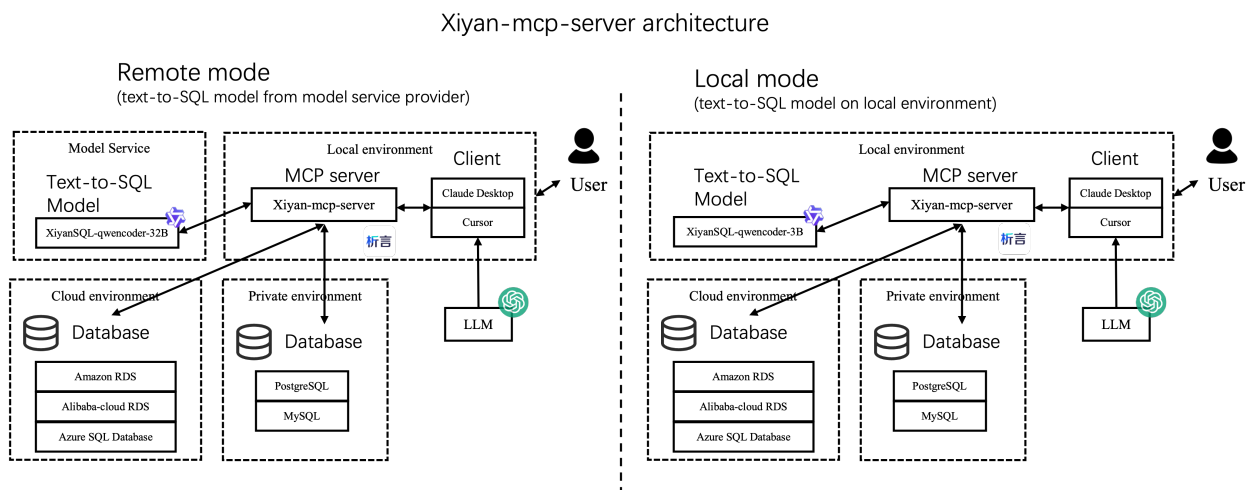 Xiyan-mcp-server architecture
Remote mode
(text-to-SQL model from model service provider)
Model Service
Text-to-SQL
Model
XiyanSQL-qwencoder-32B
Local environment
MCP server
Xiyan-mcp-server
析言
Client
Claude Desktop
Cursor
User
Cloud environment
Database
Amazon RDS
Alibaba-cloud RDS
Azure SQL Database
Private environment
Database
PostgreSQL
MySQL
LLM
Local mode
(text-to-SQL model on local environment)
Local environment
Text-to-SQL
Model
XiyanSQL-qwencoder-3B
MCP server
Xiyan-mcp-server
析言
Client
Claude Desktop
Cursor
User
Cloud environment
Database
Amazon RDS
Alibaba-cloud RDS
Azure SQL Database
Private environment
Database
PostgreSQL
MySQL
LLM